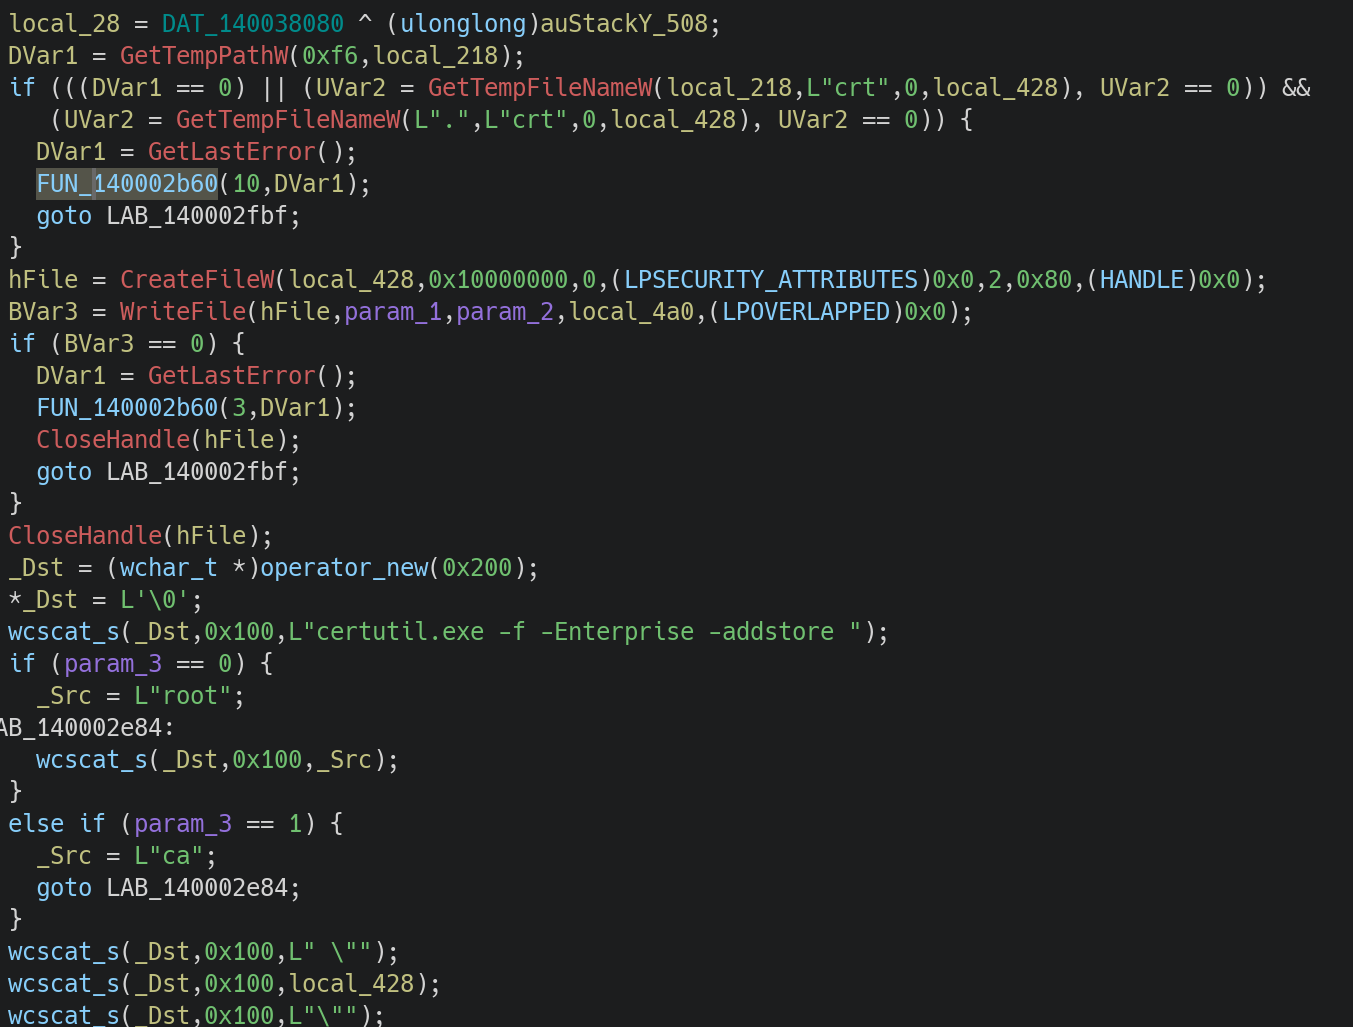 local_28 = DAT_140038080 ^ (ulonglong)auStackY_508;
DVar1 = GetTempPathW(0xf6,local_218);
if (((DVar1 == 0) || (UVar2 = GetTempFileNameW(local_218,L"crt",0,local_428), UVar2 == 0)) &&
   (UVar2 = GetTempFileNameW(L".",L"crt",0,local_428), UVar2 == 0)) {
  DVar1 = GetLastError();
  FUN_140002b60(10,DVar1);
  goto LAB_140002fbf;
}
hFile = CreateFileW(local_428,0x10000000,0,(LPSECURITY_ATTRIBUTES)0x0,2,0x80,(HANDLE)0x0);
BVar3 = WriteFile(hFile,param_1,param_2,local_4a0,(LPOVERLAPPED)0x0);
if (BVar3 == 0) {
  DVar1 = GetLastError();
  FUN_140002b60(3,DVar1);
  CloseHandle(hFile);
  goto LAB_140002fbf;
}
CloseHandle(hFile);
_Dst = (wchar_t *)operator_new(0x200);
*_Dst = L'\0';
wcscat_s(_Dst,0x100,L"certutil.exe -f -Enterprise -addstore ");
if (param_3 == 0) {
  _Src = L"root";
AB_140002e84:
  wcscat_s(_Dst,0x100,_Src);
}
else if (param_3 == 1) {
  _Src = L"ca";
  goto LAB_140002e84;
}
wcscat_s(_Dst,0x100,L" \"");
wcscat_s(_Dst,0x100,local_428);
wcscat_s(_Dst,0x100,L"\"");